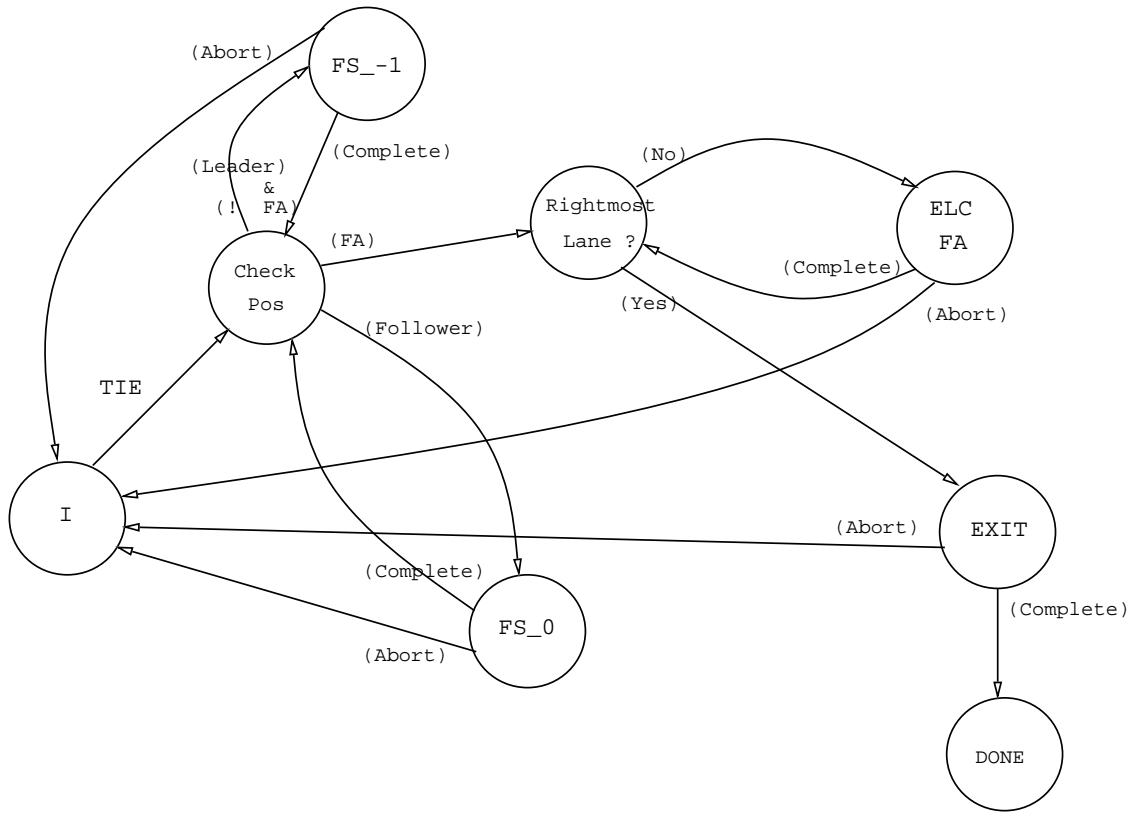 (Abort)
FS_-1
(Complete)
(Leader)
&
(! FA)
(No)
Rightmost
Lane ?
ELC
FA
(FA)
Check
Pos
(Complete)
(Yes)
(Abort)
(Follower)
TIE
I
(Abort)
EXIT
(Complete)
FS_0
(Abort)
(Complete)
DONE